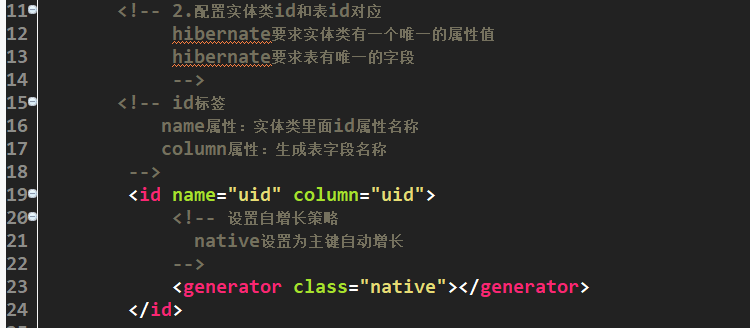 11 <!-- 2.配置实体类id和表id对应
12 hibernate要求实体类有一个唯一的属性值
13 hibernate要求表有唯一的字段
14 -->
15 <!-- id标签
16 name属性：实体类里面id属性名称
17 column属性：生成表字段名称
18 -->
19 <id name="uid" column="uid">
20 <!-- 设置自增长策略
21 native设置为主键自动增长
22 -->
23 <generator class="native"></generator>
24 </id>